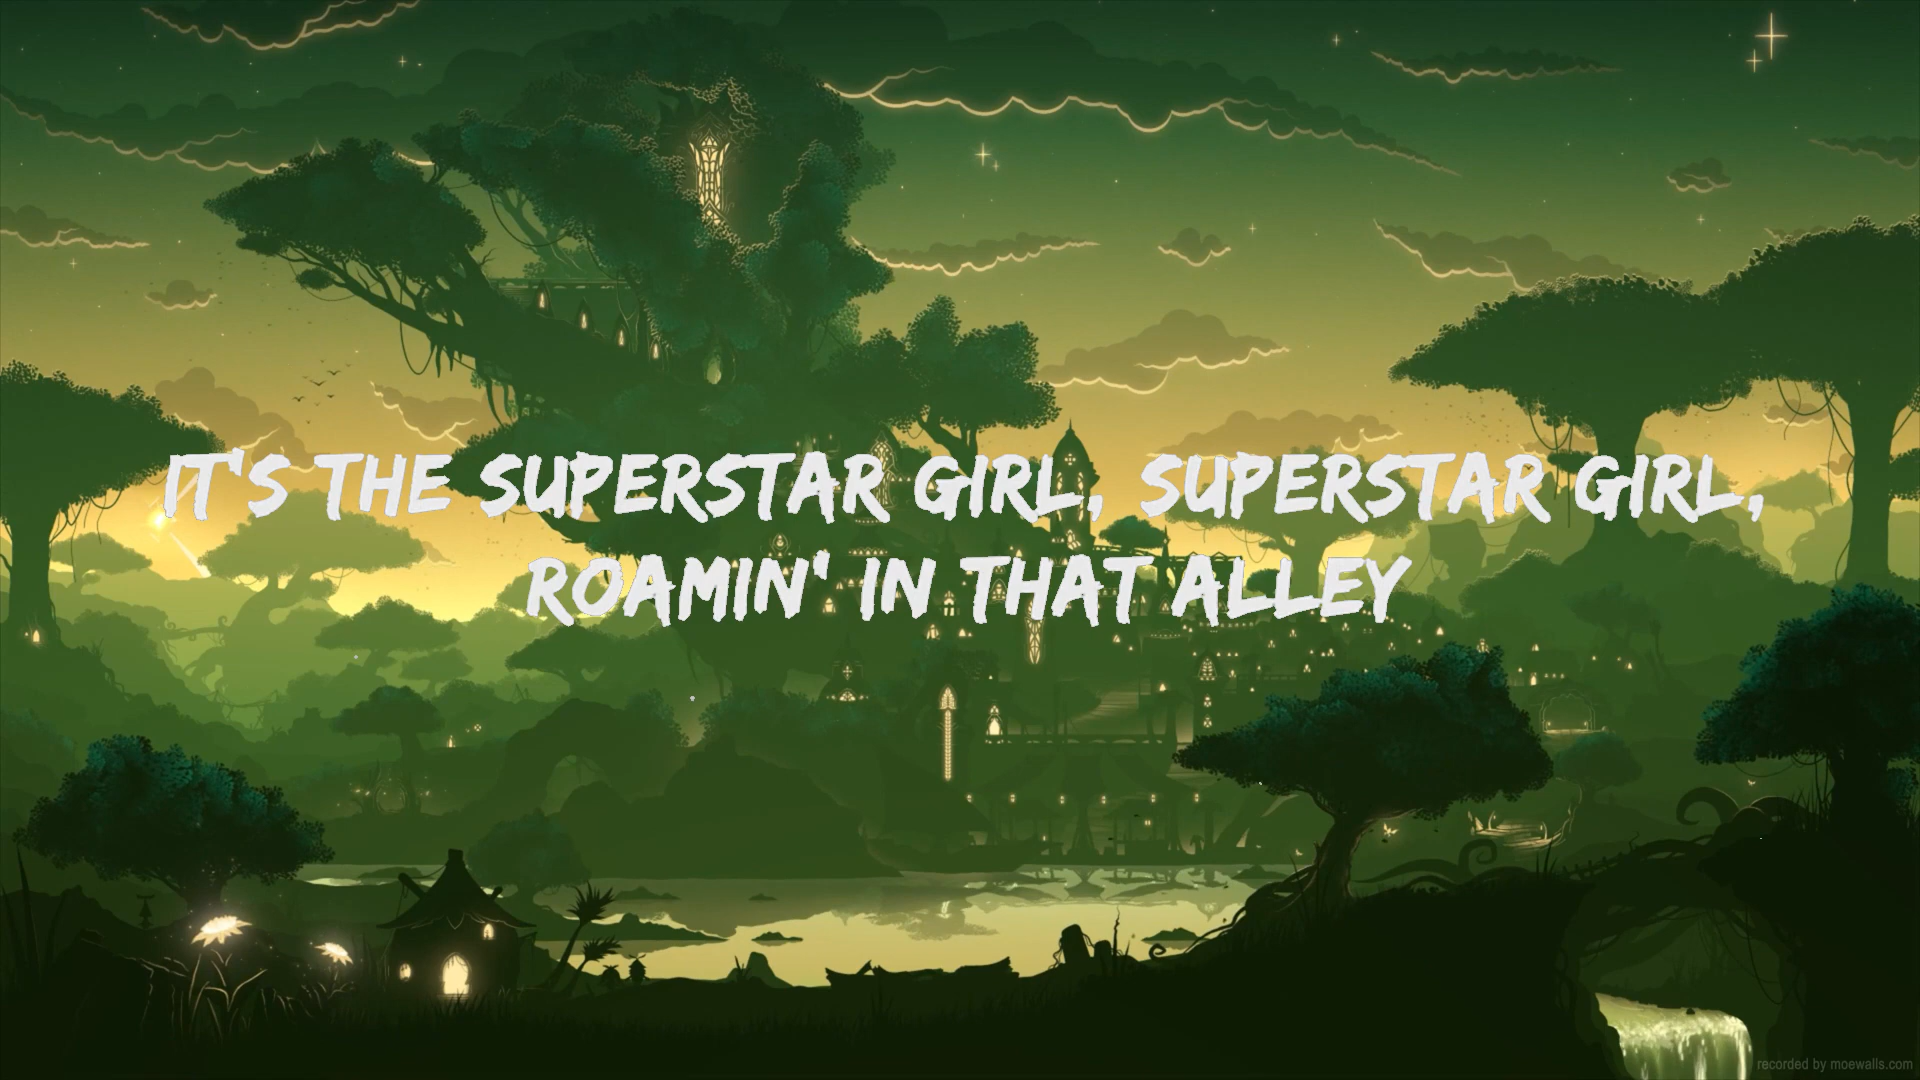 IT'S THE SUPERSTAR GIRL, SUPERSTAR GIRL,
ROAMIN' IN THAT ALLEY
recorded by moewalls.com